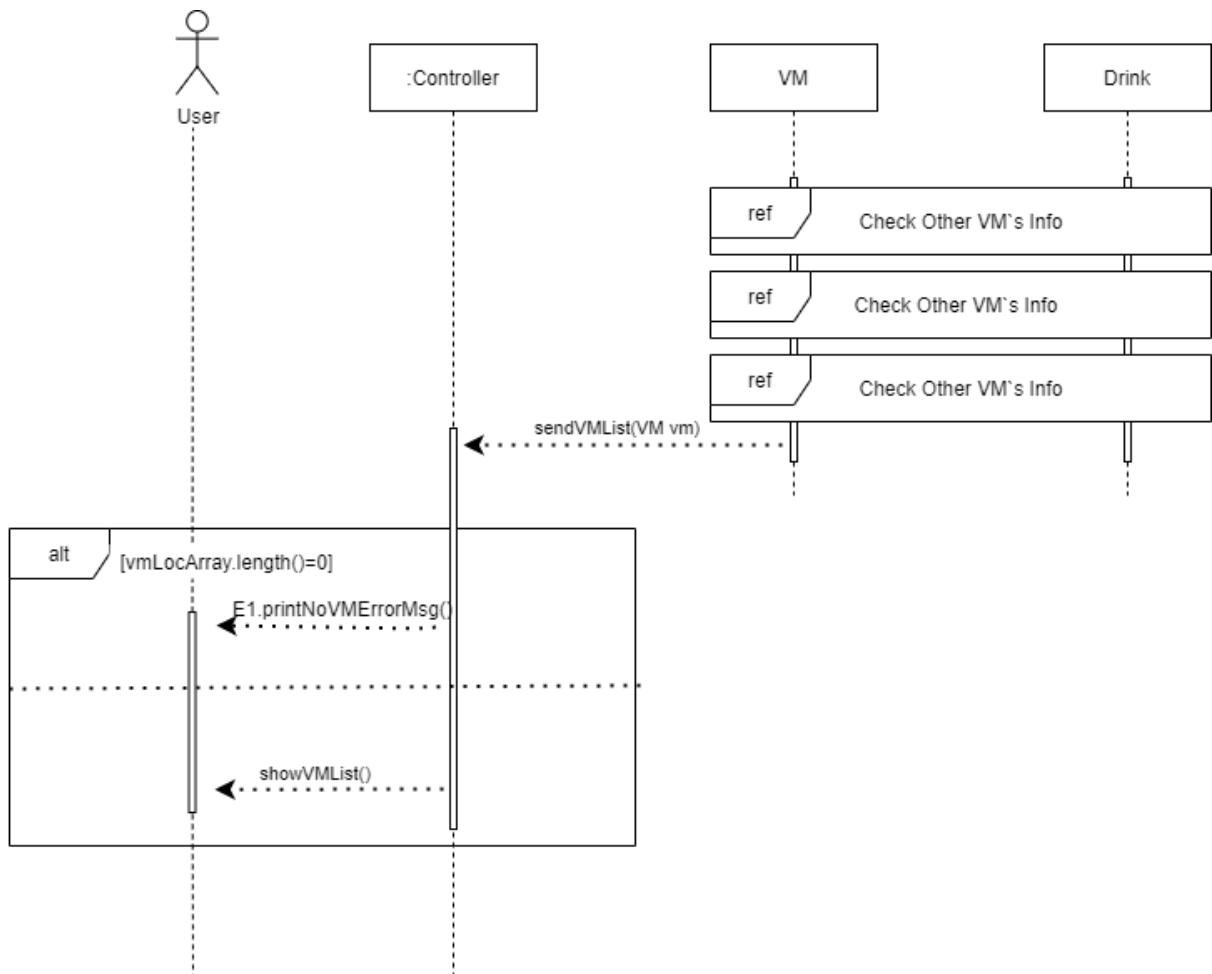 User
:Controller
VM
Drink
ref
Check Other VM`s Info
ref
Check Other VM`s Info
ref
Check Other VM`s Info
sendVMList(VM vm)
alt
[vmLocArray.length()=0]
E1.printNoVMErrorMsg()
showVMList()